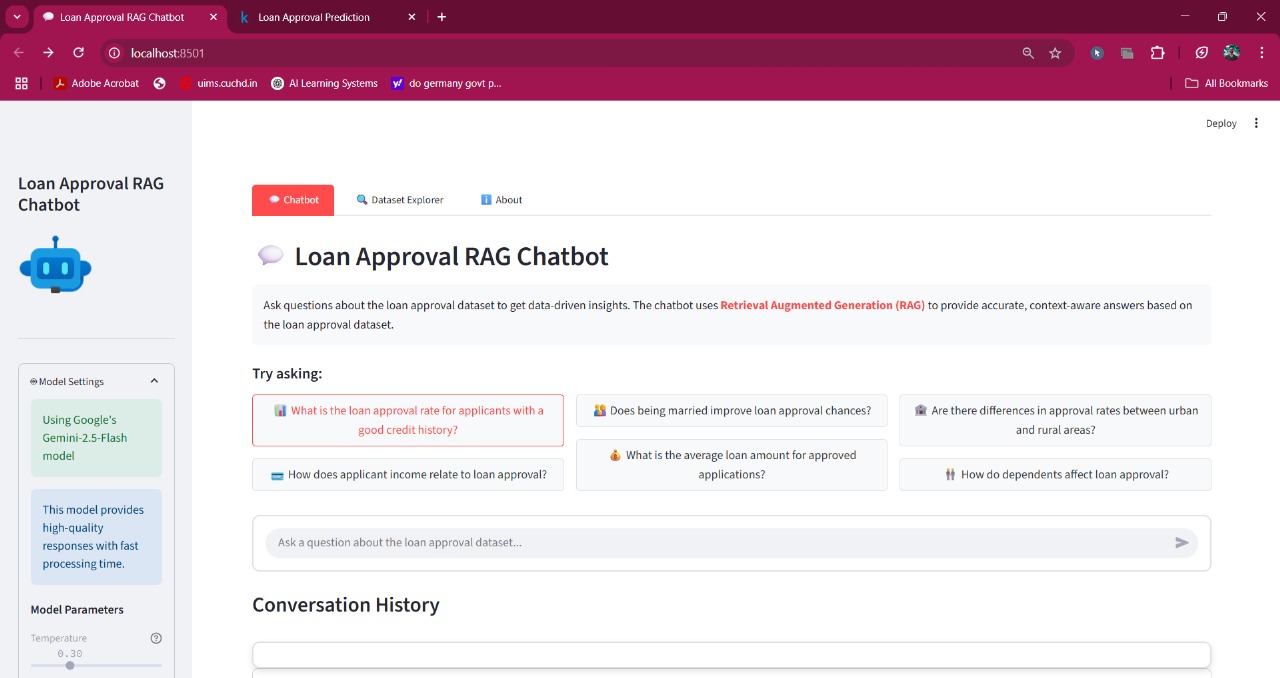 Loan Approval RAG Chatbot
Loan Approval Prediction
localhost:8501
Adobe Acrobat
uims.cuchd.in
AI Learning Systems
do germany govt p...
All Bookmarks
Deploy
Loan Approval RAG
Chatbot
Model Settings
Using Google's
Gemini-2.5-Flash
model
This model provides
high-quality
responses with fast
processing time.
Model Parameters
Temperature
0.30
Chatbot
Dataset Explorer
About
Loan Approval RAG Chatbot
Ask questions about the loan approval dataset to get data-driven insights. The chatbot uses Retrieval Augmented Generation (RAG) to provide accurate, context-aware answers based on
the loan approval dataset.
Try asking:
What is the loan approval rate for applicants with a
good credit history?
Does being married improve loan approval chances?
Are there differences in approval rates between urban
and rural areas?
How does applicant income relate to loan approval?
What is the average loan amount for approved
applications?
How do dependents affect loan approval?
Ask a question about the loan approval dataset...
Conversation History